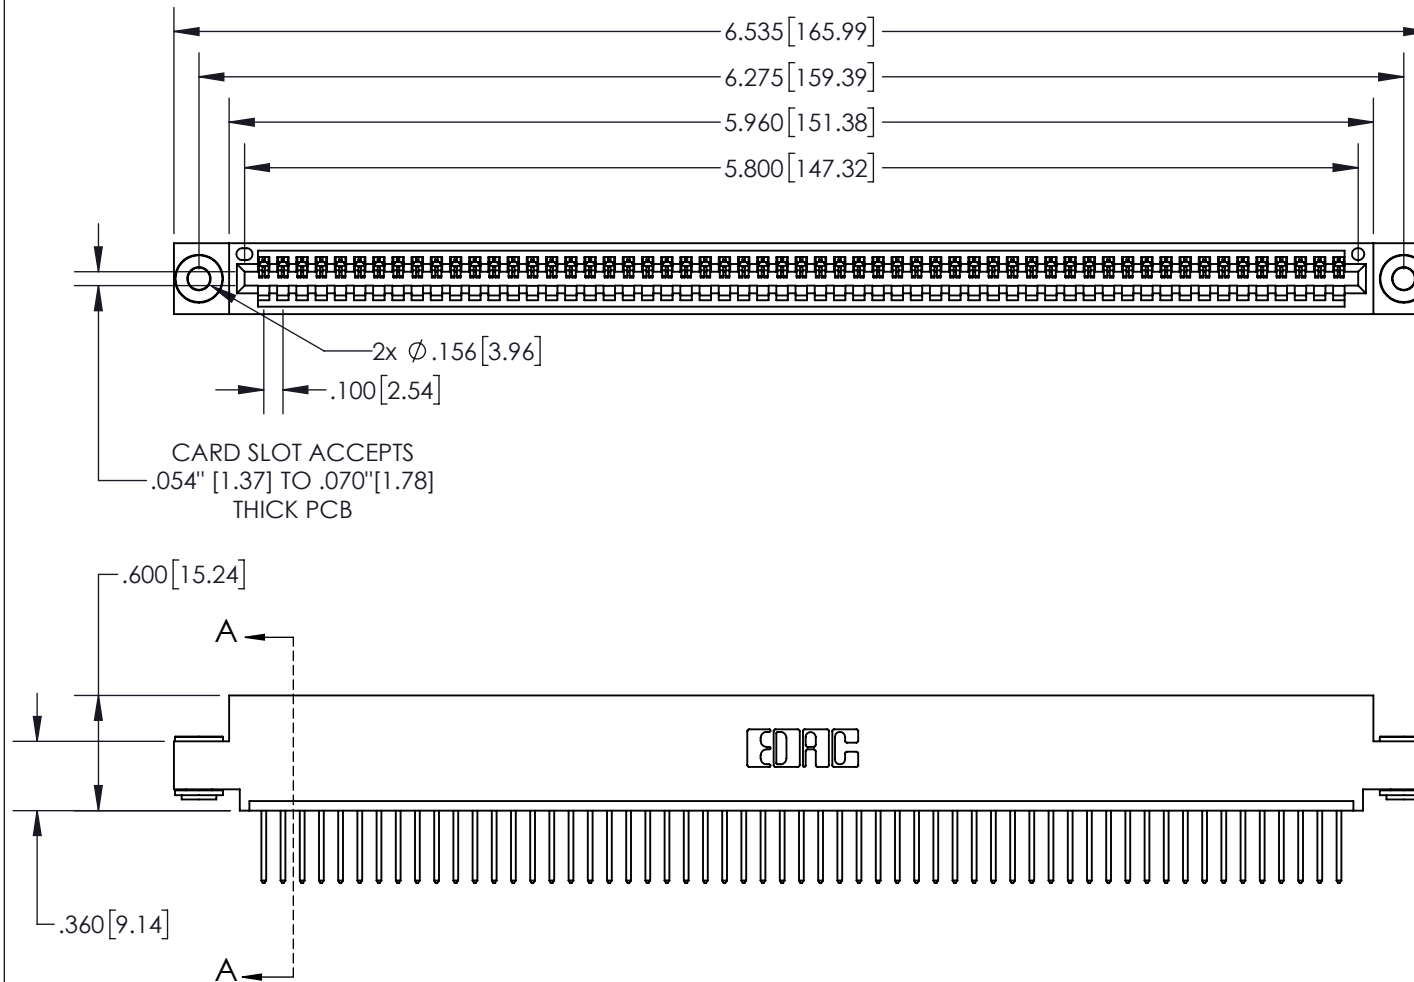 6.535[165.99]
6.275[159.39]
5.960[151.38]
5.800[147.32]
2x ∅.156[3.96]
.100[2.54]
CARD SLOT ACCEPTS
.054" [1.37] TO .070"[1.78]
THICK PCB
.600[15.24]
A
EDAC
.360[9.14]
A